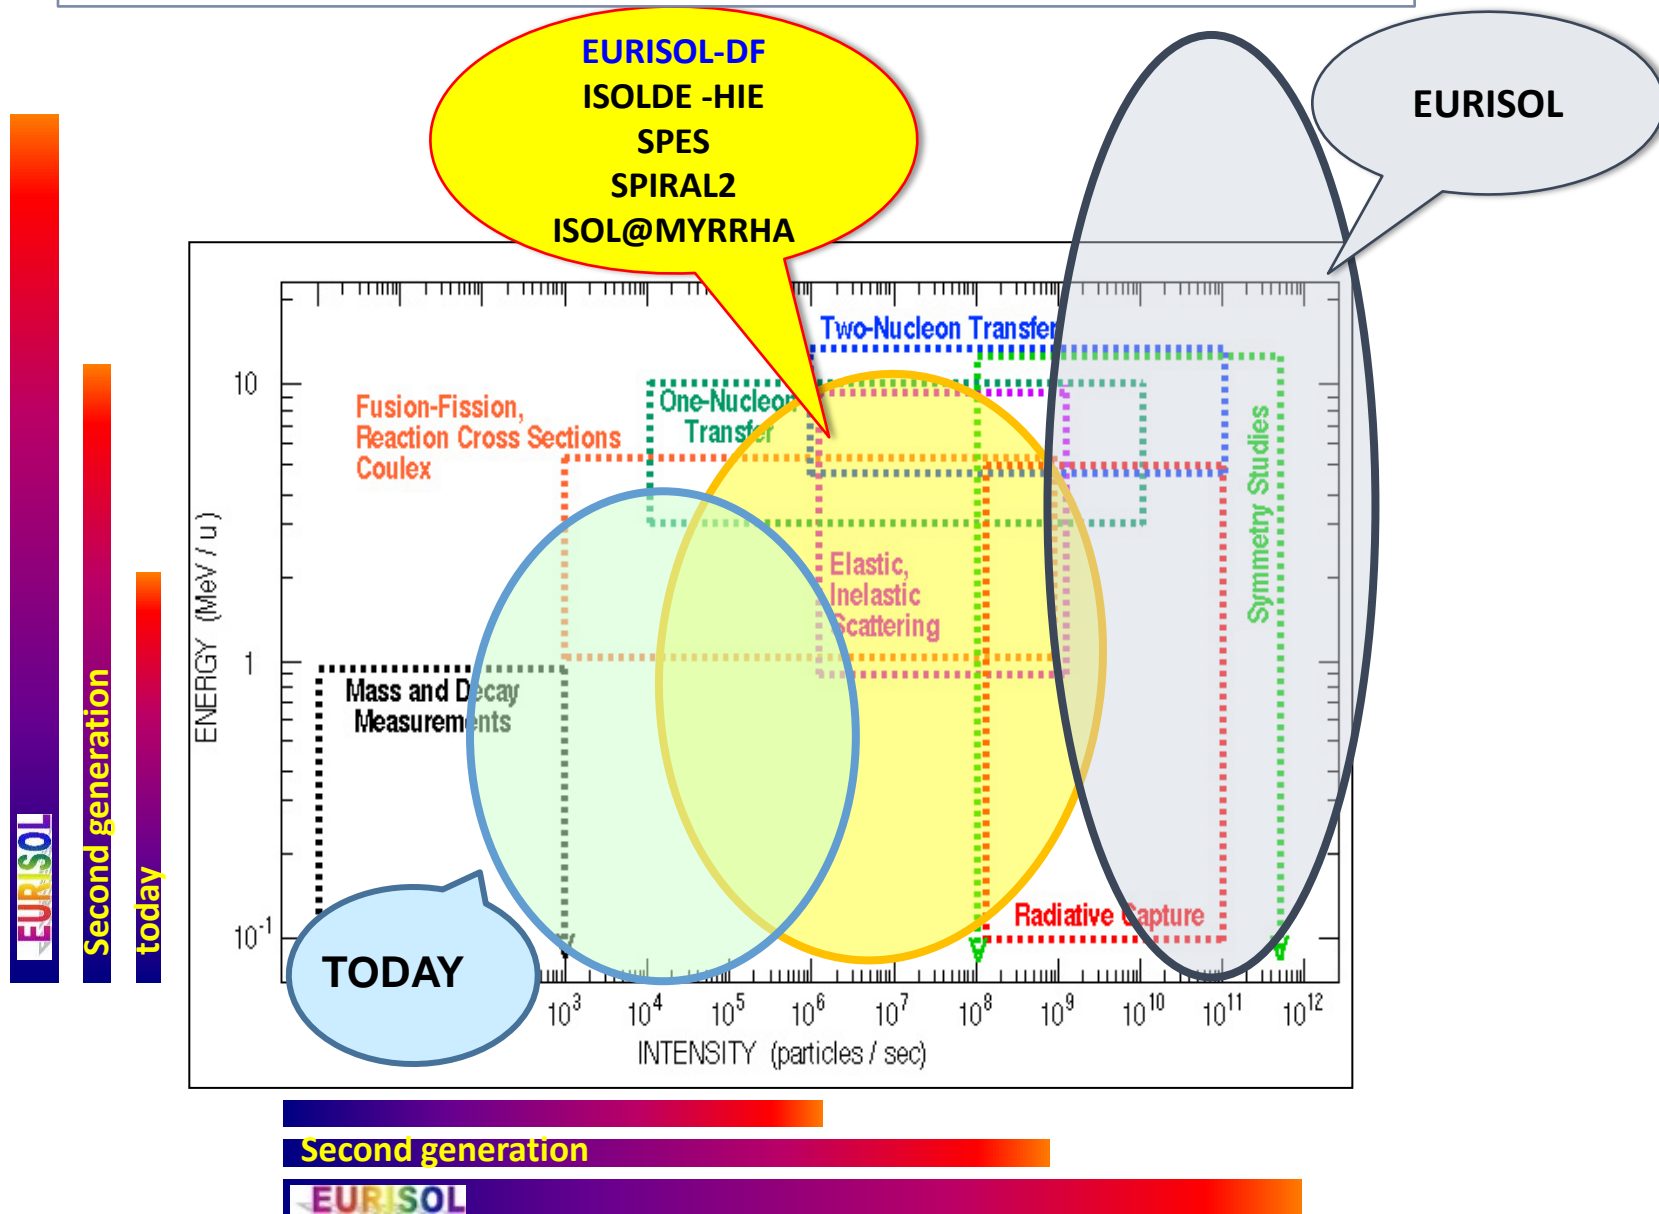 EURISOL-DF
ISOLDE -HIE
SPES
SPIRAL2
ISOL@MYRRHA
EURISOL
Two-Nucleon Transfer
One-Nucleon
Transfer
Fusion-Fission,
Reaction Cross Sections
Coulex
Elastic,
Inelastic
Scattering
Symmetry Studies
Mass and Decay
Measurements
Radiative Capture
TODAY
10
1
10⁻¹
ENERGY (MeV / u)
10³ 10⁴ 10⁵ 10⁶ 10⁷ 10⁸ 10⁹ 10¹⁰ 10¹¹ 10¹²
INTENSITY (particles / sec)
EURISOL
Second generation
today
Second generation
EURISOL